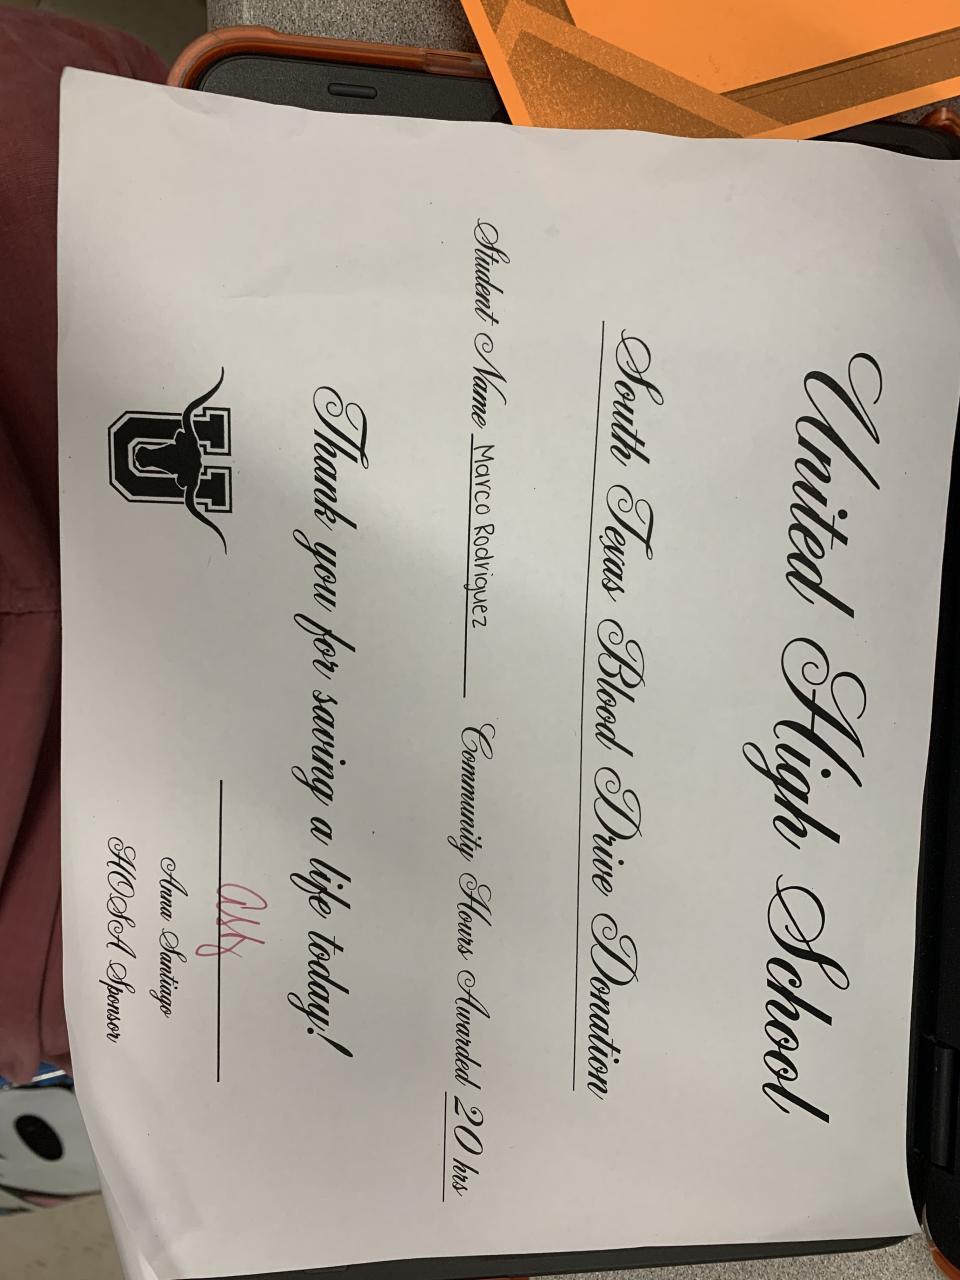 United High School
South Texas Blood Drive Donation
Student Name Marco Rodriguez Community Hours Awarded 20 hrs
Thank you for saving a life today!
Anna Santiago
HOSA Sponsor
U